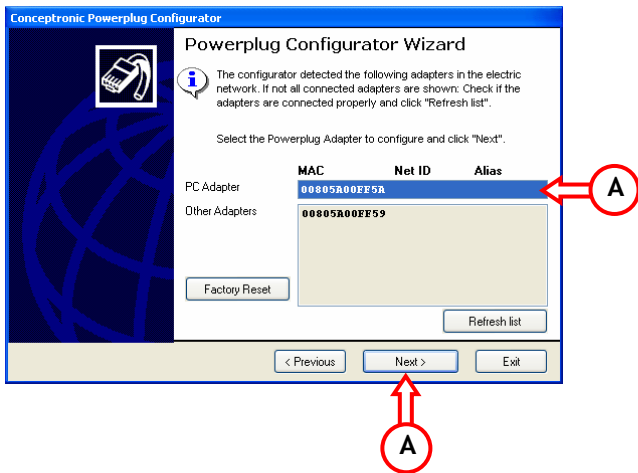 Conceptronic Powerplug Configurator
Powerplug Configurator Wizard
The configurator detected the following adapters in the electric
network. If not all connected adapters are shown: Check if the
adapters are connected properly and click "Refresh list".
Select the Powerplug Adapter to configure and click "Next".
MAC Net ID Alias
PC Adapter 00805A00FF5A
A
Other Adapters 00805A00FF59
Factory Reset
Refresh list
< Previous Next > Exit
A